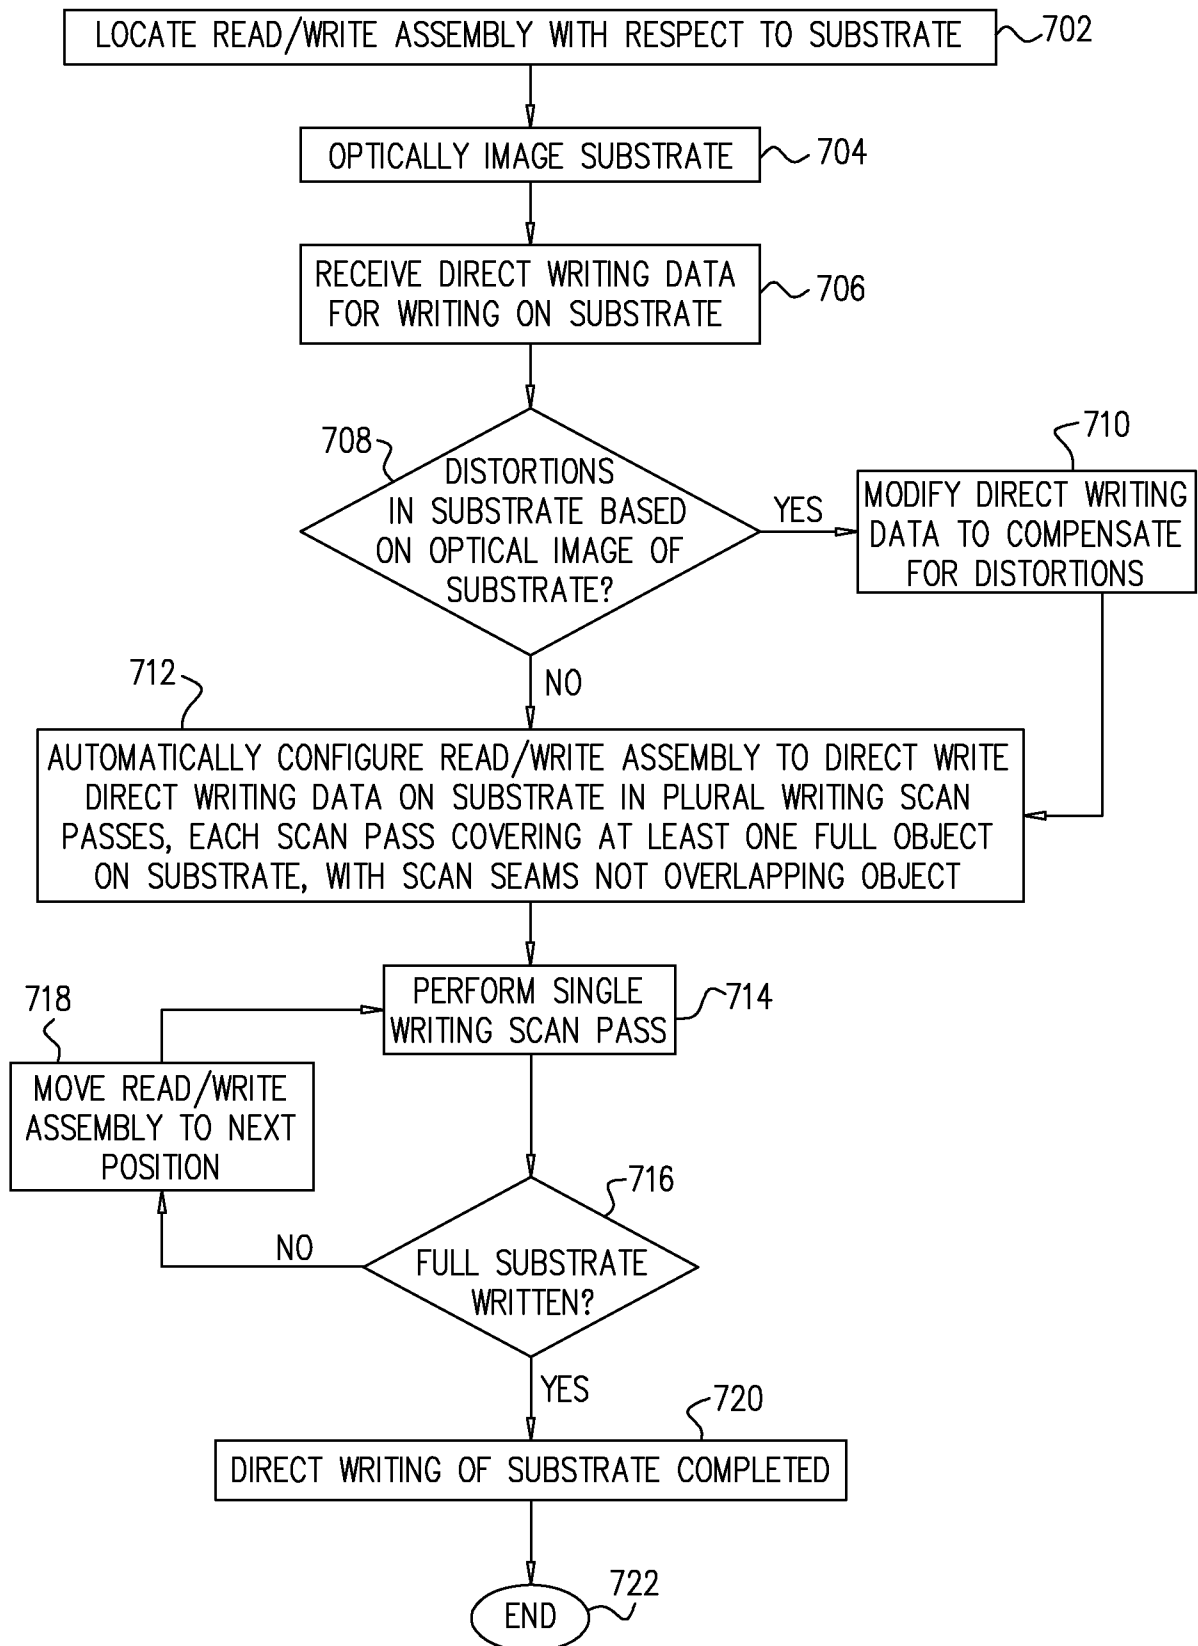 LOCATE READ/WRITE ASSEMBLY WITH RESPECT TO SUBSTRATE
702
OPTICALLY IMAGE SUBSTRATE
704
RECEIVE DIRECT WRITING DATA
FOR WRITING ON SUBSTRATE
706
708
DISTORTIONS
IN SUBSTRATE BASED
ON OPTICAL IMAGE OF
SUBSTRATE?
YES
710
MODIFY DIRECT WRITING
DATA TO COMPENSATE
FOR DISTORTIONS
NO
712
AUTOMATICALLY CONFIGURE READ/WRITE ASSEMBLY TO DIRECT WRITE
DIRECT WRITING DATA ON SUBSTRATE IN PLURAL WRITING SCAN
PASSES, EACH SCAN PASS COVERING AT LEAST ONE FULL OBJECT
ON SUBSTRATE, WITH SCAN SEAMS NOT OVERLAPPING OBJECT
PERFORM SINGLE
WRITING SCAN PASS
714
718
MOVE READ/WRITE
ASSEMBLY TO NEXT
POSITION
716
FULL SUBSTRATE
WRITTEN?
NO
YES
720
DIRECT WRITING OF SUBSTRATE COMPLETED
END
722